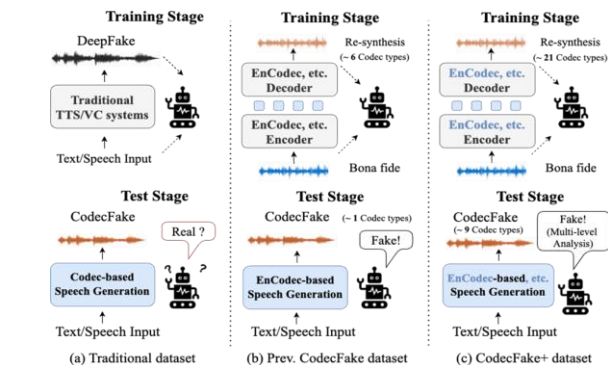 Training Stage
DeepFake
Traditional
TTS/VC systems
Text/Speech Input
Test Stage
CodecFake
Real ?
? ?
Codec-based
Speech Generation
Text/Speech Input
(a) Traditional dataset
Training Stage
Re-synthesis
(~ 6 Codec types)
EnCodec, etc.
Decoder
EnCodec, etc.
Encoder
Bona fide
Test Stage
CodecFake (~ 1 Codec types)
Fake!
EnCodec-based
Speech Generation
Text/Speech Input
(b) Prev. CodecFake dataset
Training Stage
Re-synthesis
(~ 21 Codec types)
EnCodec, etc.
Decoder
EnCodec, etc.
Encoder
Bona fide
Test Stage
CodecFake
(~ 9 Codec types)
Fake!
(Multi-level
Analysis)
EnCodec-based, etc.
Speech Generation
Text/Speech Input
(c) CodecFake+ dataset